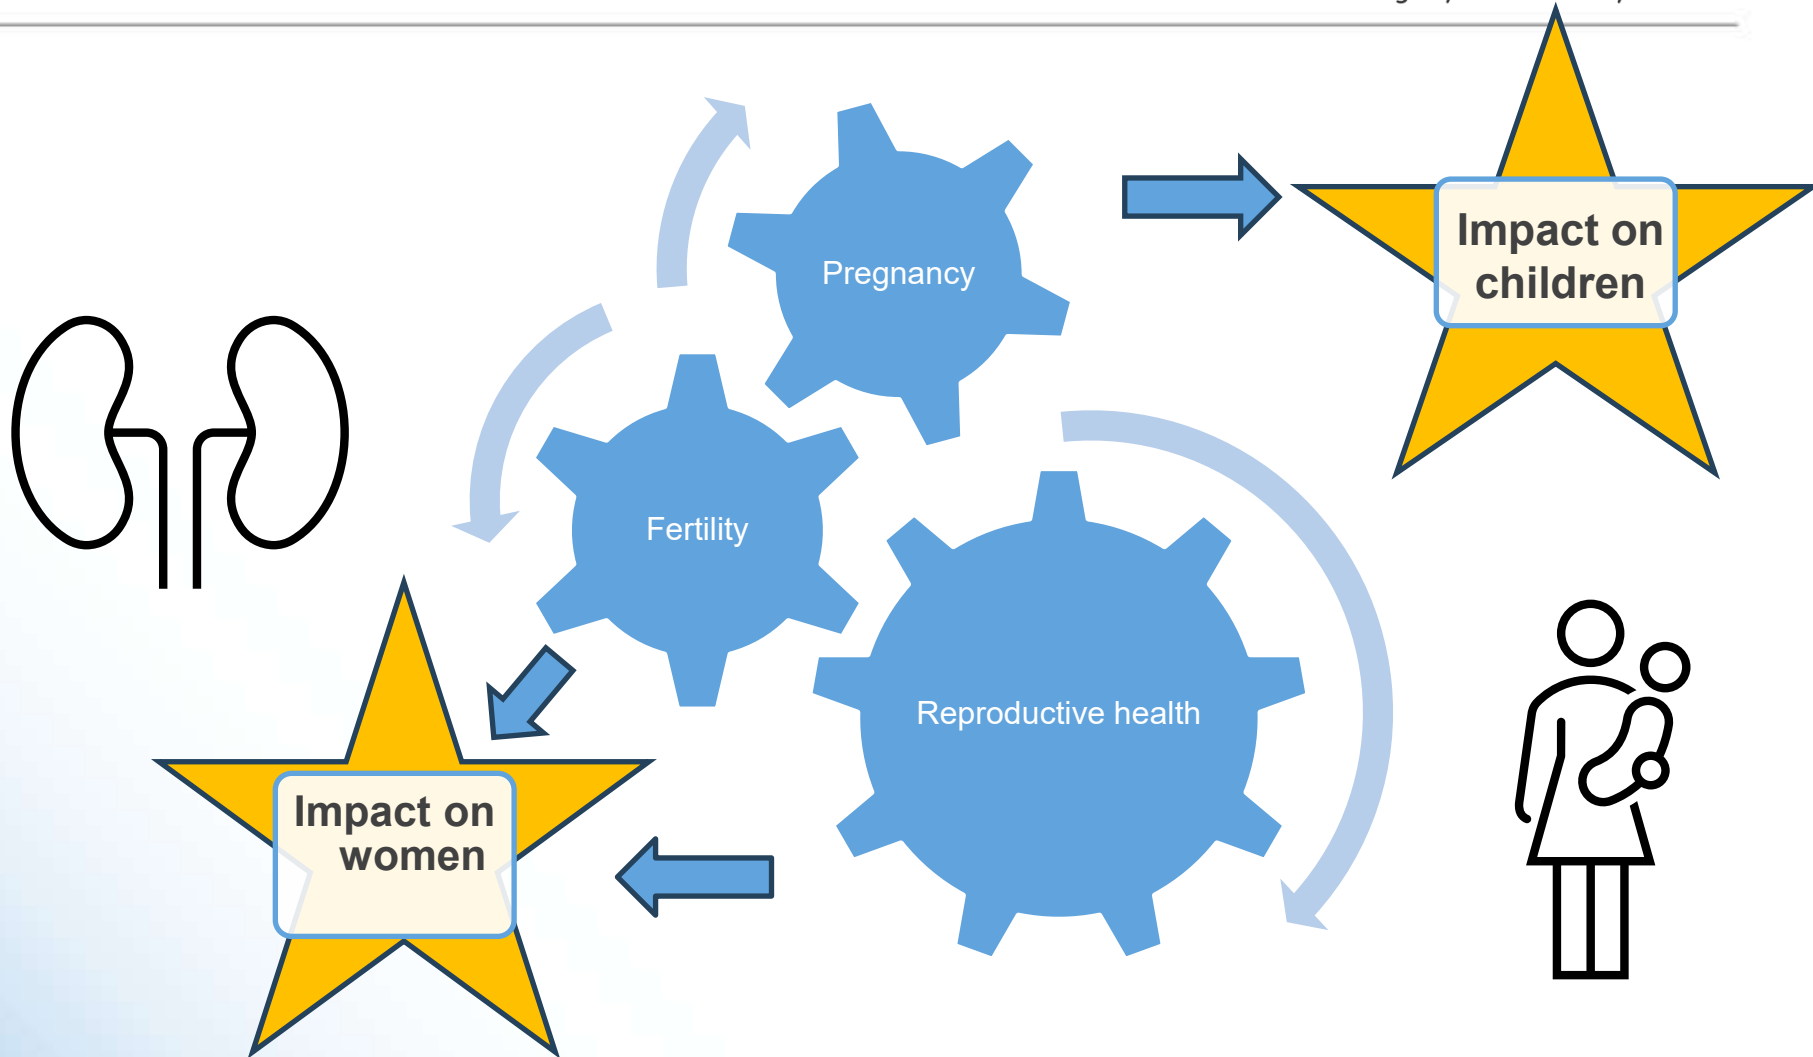 Pregnancy
Impact on
children
Fertility
Reproductive health
Impact on
women